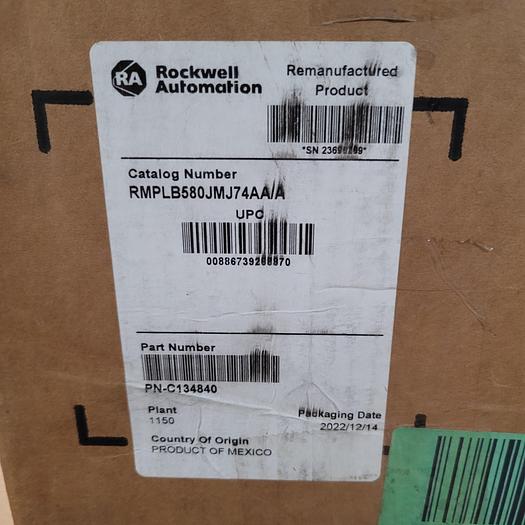 RA Rockwell Automation
Remanufactured
Product
Catalog Number
RMPLB580JMJ74AA/A
UPC
Part Number
PN-C134840
Plant
1150
Packaging Date
2022/12/14
Country Of Origin
PRODUCT OF MEXICO